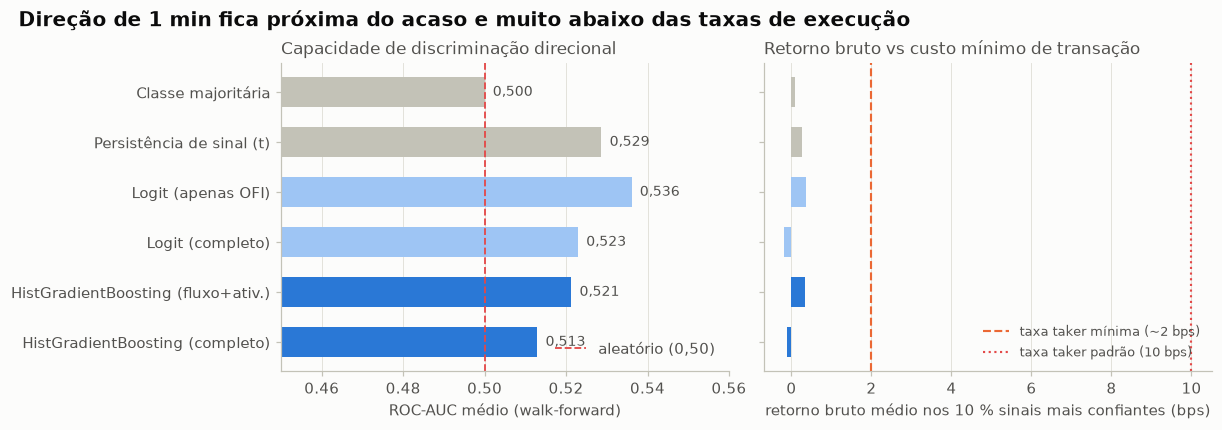 Direção de 1 min fica próxima do acaso e muito abaixo das taxas de execução
Capacidade de discriminação direcional
Classe majoritária
0,500
Persistência de sinal (t)
0,529
Logit (apenas OFI)
0,536
Logit (completo)
0,523
HistGradientBoosting (fluxo+ativ.)
0,521
HistGradientBoosting (completo)
0,513
aleatório (0,50)
0.46 0.48 0.50 0.52 0.54 0.56
ROC-AUC médio (walk-forward)
Retorno bruto vs custo mínimo de transação
taxa taker mínima (~2 bps)
taxa taker padrão (10 bps)
0 2 4 6 8 10
retorno bruto médio nos 10 % sinais mais confiantes (bps)